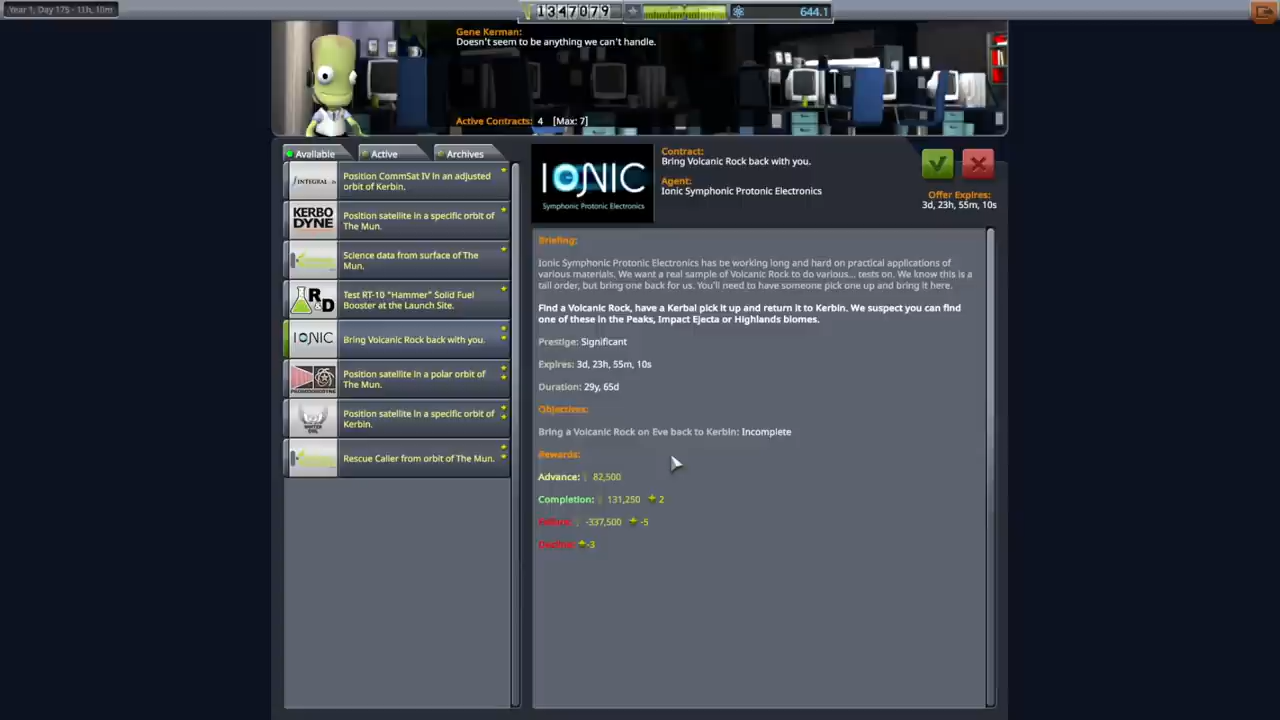 Year 1, Day 175 - 11h, 10m
1347079
644.1
Gene Kerman:
Doesn't seem to be anything we can't handle.
Active Contracts: 4 [Max: 7]
Available
Active
Archives
INTEGRAL
Position CommSat IV in an adjusted
orbit of Kerbin.
KERBO
DYNE
Position satellite in a specific orbit of
The Mun.
Science data from surface of The
Mun.
R&D
Test RT-10 "Hammer" Solid Fuel
Booster at the Launch Site.
IONIC
Bring Volcanic Rock back with you.
Position satellite in a polar orbit of
The Mun.
Position satellite in a specific orbit of
Kerbin.
Rescue Calier from orbit of The Mun.
IONIC
Symphonic Protonic Electronics
Contract:
Bring Volcanic Rock back with you.
Agent:
Ionic Symphonic Protonic Electronics
Offer Expires:
3d, 23h, 55m, 10s
Briefing:
Ionic Symphonic Protonic Electronics has be working long and hard on practical applications of
various materials. We want a real sample of Volcanic Rock to do various... tests on. We know this is a
tall order, but bring one back for us. You'll need to have someone pick one up and bring it here.
Find a Volcanic Rock, have a Kerbal pick it up and return it to Kerbin. We suspect you can find
one of these in the Peaks, Impact Ejecta or Highlands biomes.
Prestige: Significant
Expires: 3d, 23h, 55m, 10s
Duration: 29y, 65d
Objectives:
Bring a Volcanic Rock on Eve back to Kerbin: Incomplete
Rewards:
Advance: 82,500
Completion: 131,250 2
Failure: -337,500 -5
Decline: -3